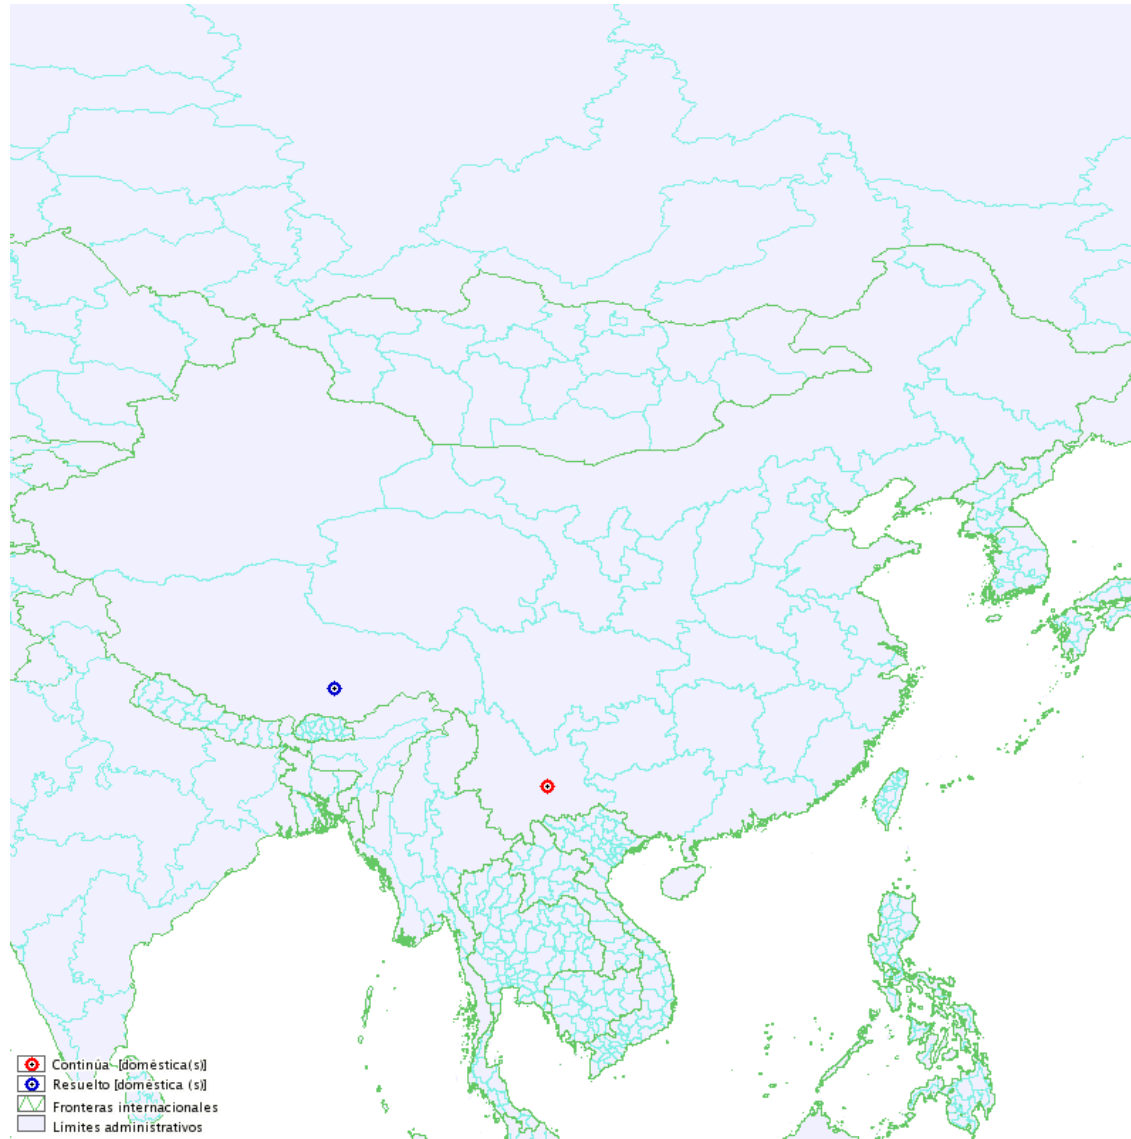 Continúa [doméstica(s)]
Resuelto [doméstica (s)]
Fronteras internacionales
Límites administrativos